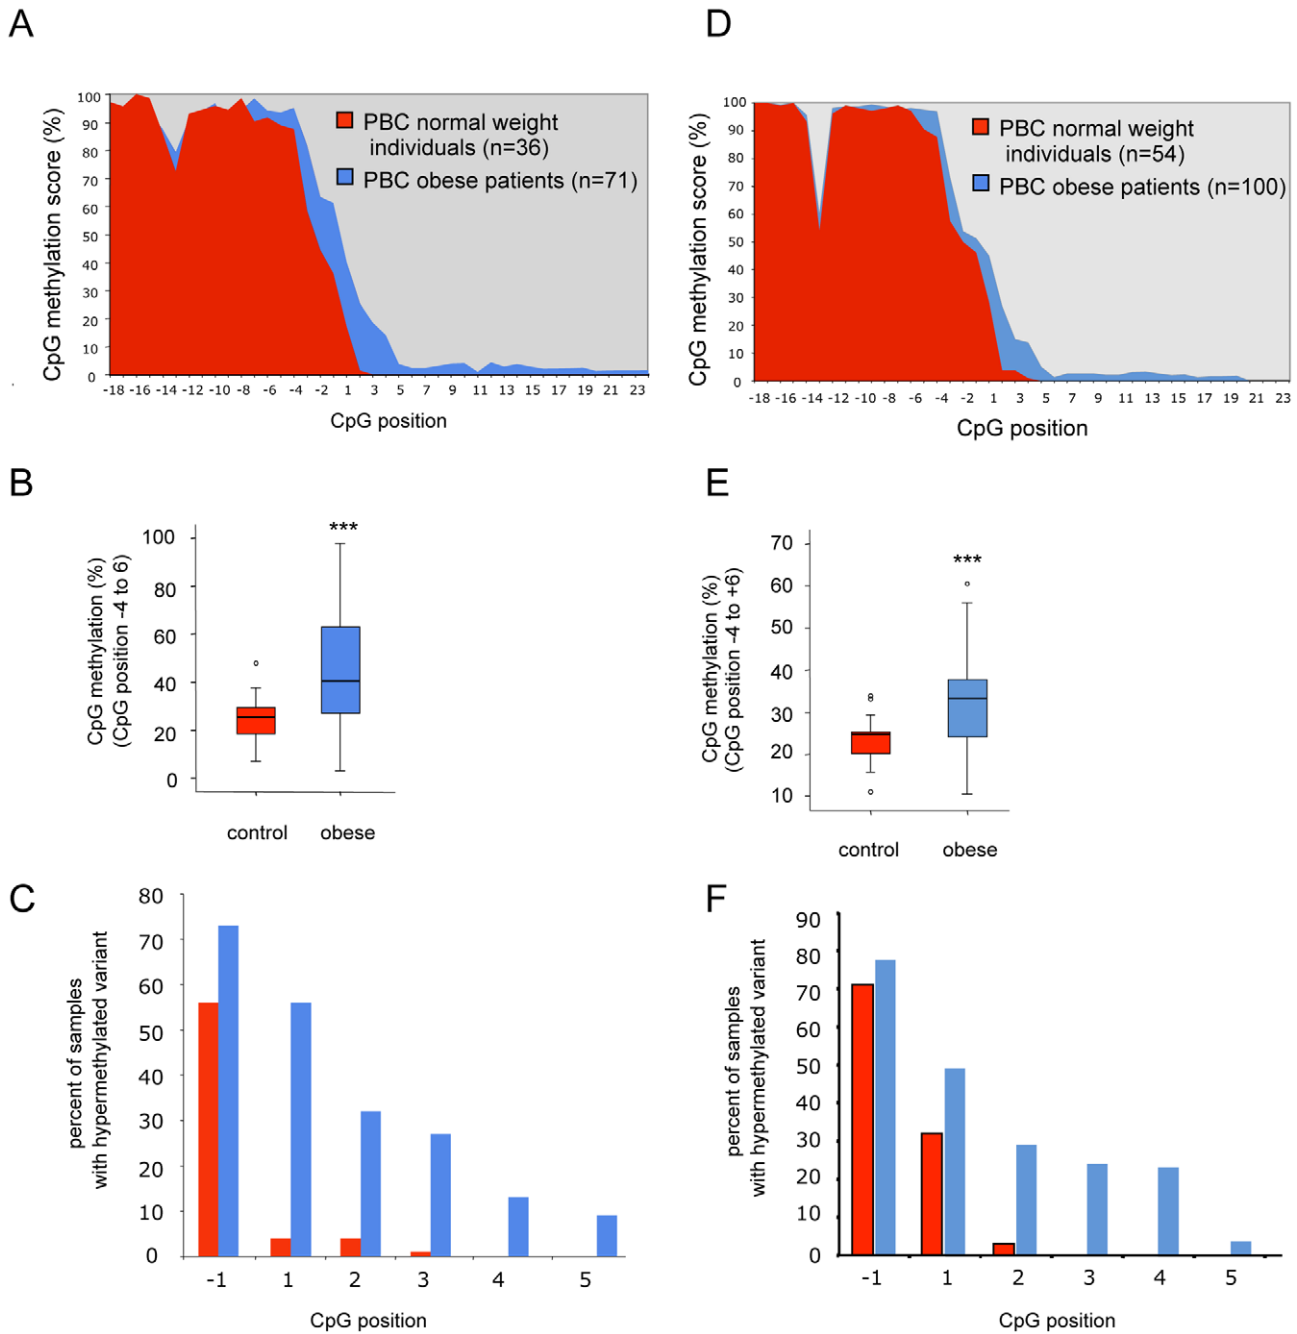 A
CpG methylation score (%)
100
90
80
70
60
50
40
30
20
10
0
PBC normal weight
individuals (n=36)
PBC obese patients (n=71)
-18 -16 -14 -12 -10 -8 -6 -4 -2 1 3 5 7 9 11 13 15 17 19 21 23
CpG position
D
CpG methylation score (%)
100
90
80
70
60
50
40
30
20
10
0
PBC normal weight
individuals (n=54)
PBC obese patients (n=100)
-18 -16 -14 -12 -10 -8 -6 -4 -2 1 3 5 7 9 11 13 15 17 19 21 23
CpG position
B
CpG methylation (%)
(CpG position -4 to 6)
100
80
60
40
20
0
***
control obese
E
CpG methylation (%)
(CpG position -4 to +6)
70
60
50
40
30
20
10
***
control obese
C
percent of samples
with hypermethylated variant
80
70
60
50
40
30
20
10
0
-1 1 2 3 4 5
CpG position
F
percent of samples
with hypermethylated variant
90
80
70
60
50
40
30
20
10
0
-1 1 2 3 4 5
CpG position